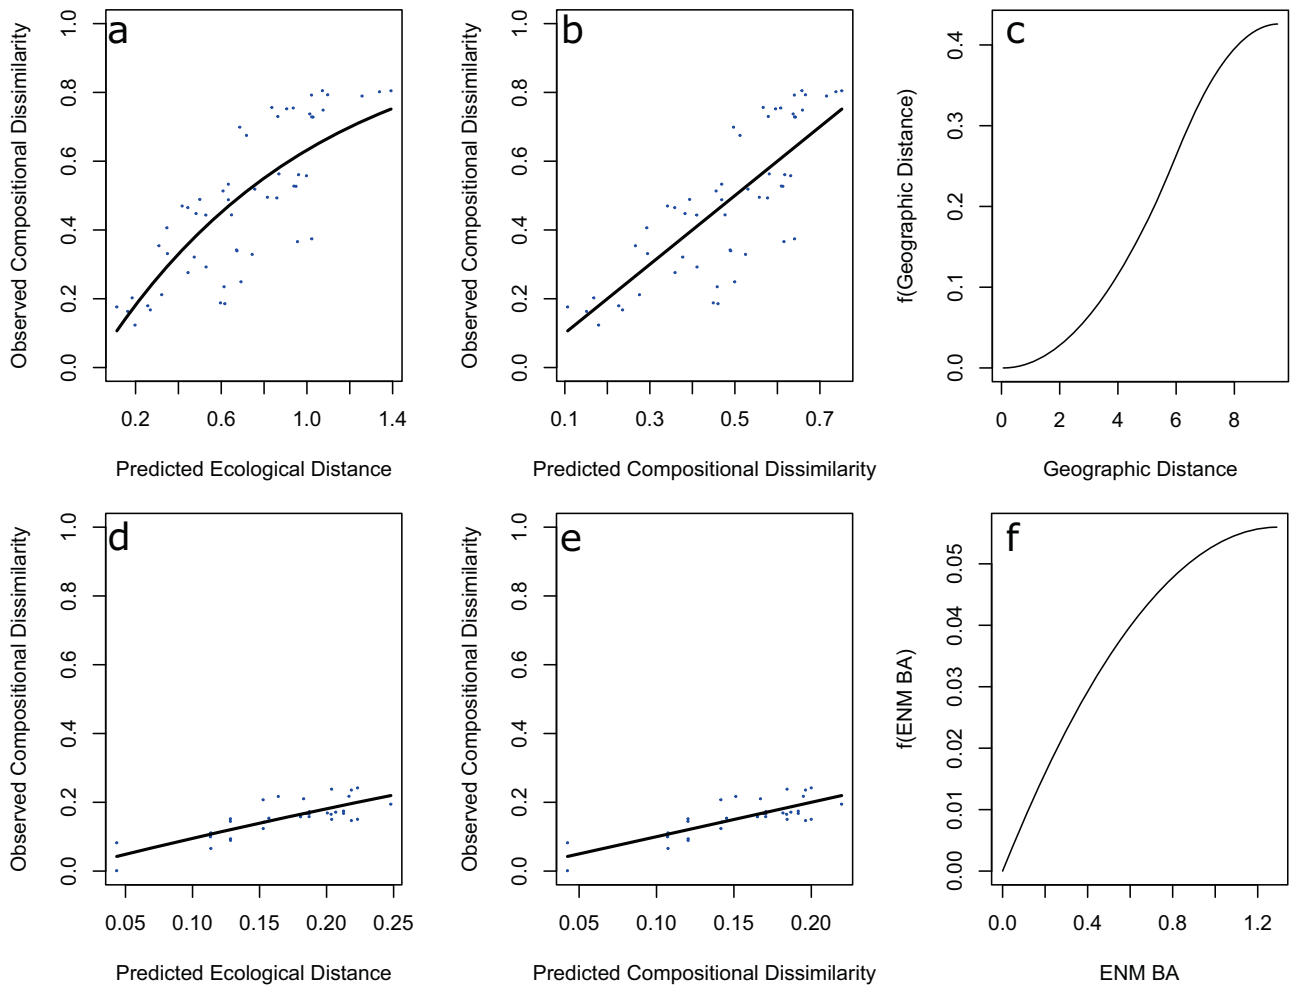 a
Observed Compositional Dissimilarity
1.0
0.8
0.6
0.4
0.2
0.0
0.2 0.6 1.0 1.4
Predicted Ecological Distance
b
Observed Compositional Dissimilarity
1.0
0.8
0.6
0.4
0.2
0.0
0.1 0.3 0.5 0.7
Predicted Compositional Dissimilarity
c
f(Geographic Distance)
0.4
0.3
0.2
0.1
0.0
0 2 4 6 8
Geographic Distance
d
Observed Compositional Dissimilarity
1.0
0.8
0.6
0.4
0.2
0.0
0.05 0.10 0.15 0.20 0.25
Predicted Ecological Distance
e
Observed Compositional Dissimilarity
1.0
0.8
0.6
0.4
0.2
0.0
0.05 0.10 0.15 0.20
Predicted Compositional Dissimilarity
f
f(ENM BA)
0.05
0.04
0.03
0.02
0.01
0.00
0.0 0.4 0.8 1.2
ENM BA